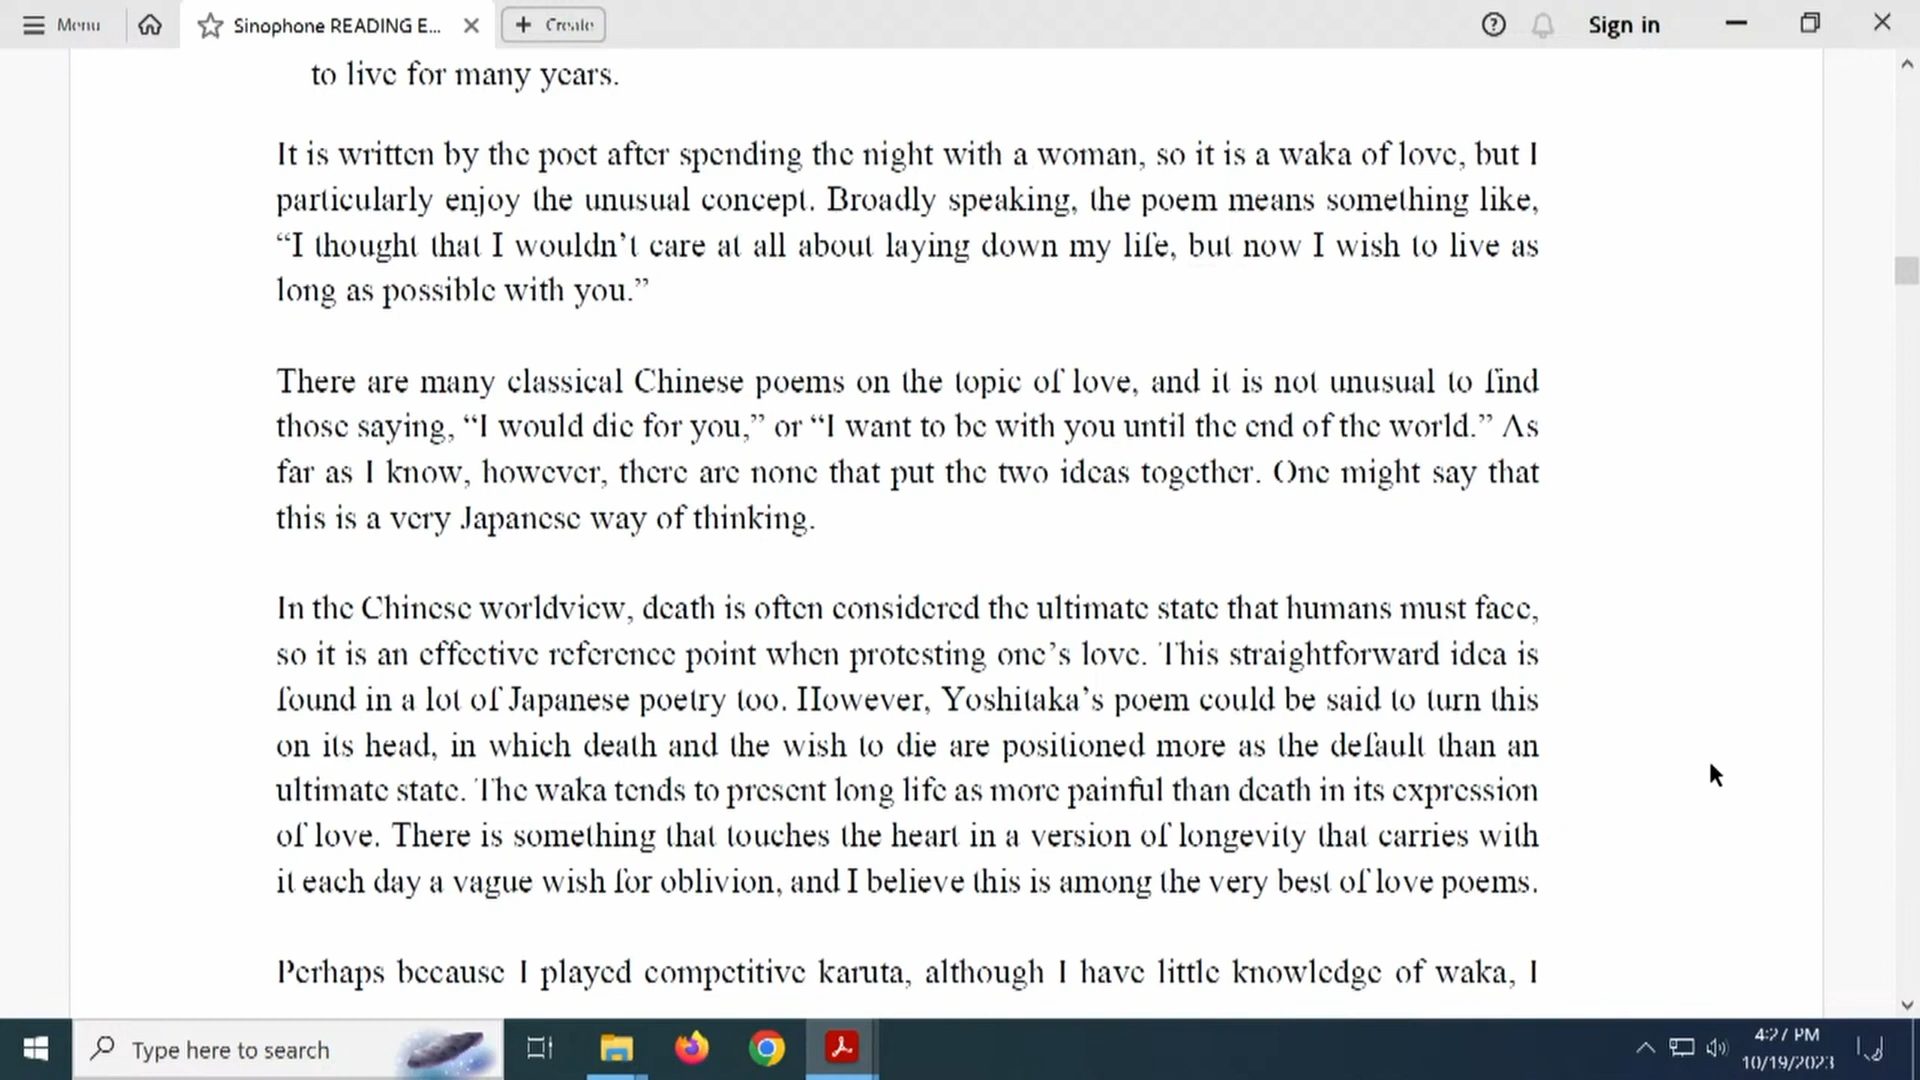 Menu
Sinophone READING E...
Create
Sign in
to live for many years.
It is written by the poet after spending the night with a woman, so it is a waka of love, but I
particularly enjoy the unusual concept. Broadly speaking, the poem means something like,
“I thought that I wouldn’t care at all about laying down my life, but now I wish to live as
long as possible with you.”
There are many classical Chinese poems on the topic of love, and it is not unusual to find
those saying, “I would die for you,” or “I want to be with you until the end of the world.” As
far as I know, however, there are none that put the two ideas together. One might say that
this is a very Japanese way of thinking.
In the Chinese worldview, death is often considered the ultimate state that humans must face,
so it is an effective reference point when protesting one’s love. This straightforward idea is
found in a lot of Japanese poetry too. However, Yoshitaka’s poem could be said to turn this
on its head, in which death and the wish to die are positioned more as the default than an
ultimate state. The waka tends to present long life as more painful than death in its expression
of love. There is something that touches the heart in a version of longevity that carries with
it each day a vague wish for oblivion, and I believe this is among the very best of love poems.
Perhaps because I played competitive karuta, although I have little knowledge of waka, I
Type here to search
4:27 PM
10/19/2023